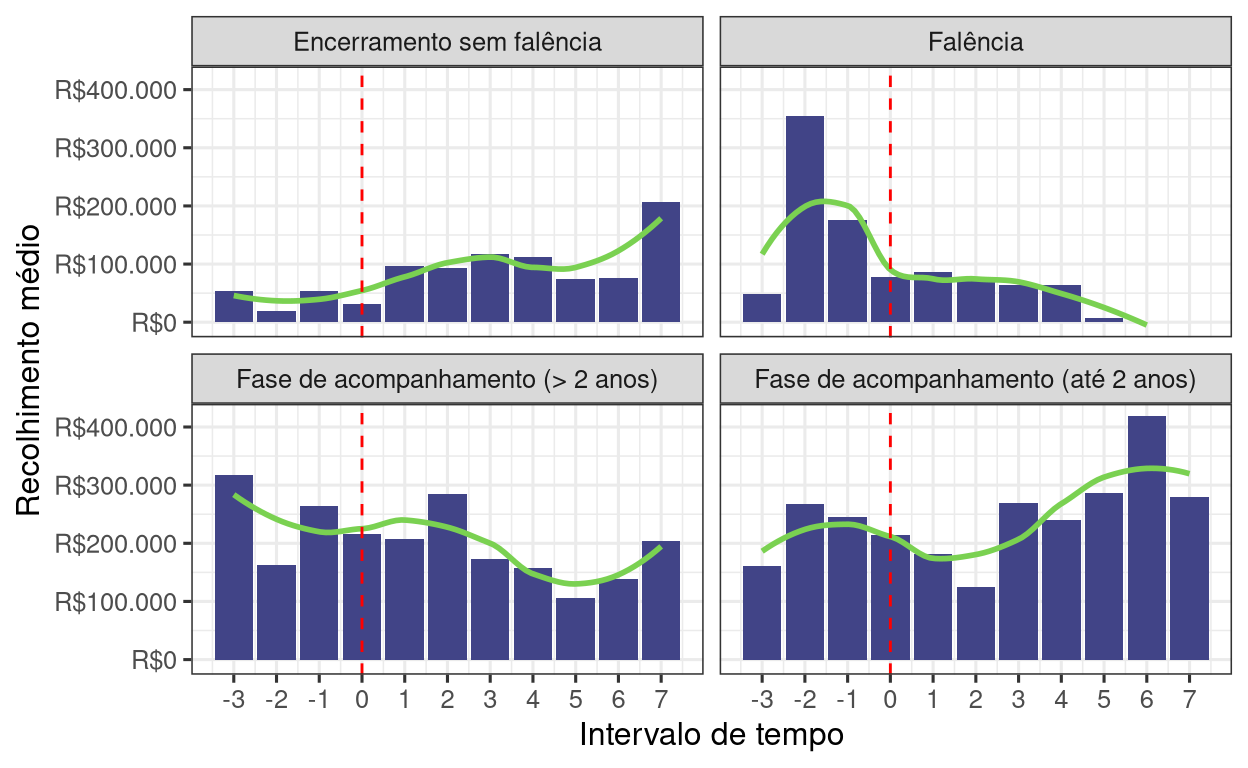 Encerramento sem falência
Falência
R$400.000
R$300.000
R$200.000
R$100.000
R$0
Fase de acompanhamento (> 2 anos)
Fase de acompanhamento (até 2 anos)
R$400.000
R$300.000
R$200.000
R$100.000
R$0
Recolhimento médio
-3 -2 -1 0 1 2 3 4 5 6 7
-3 -2 -1 0 1 2 3 4 5 6 7
Intervalo de tempo